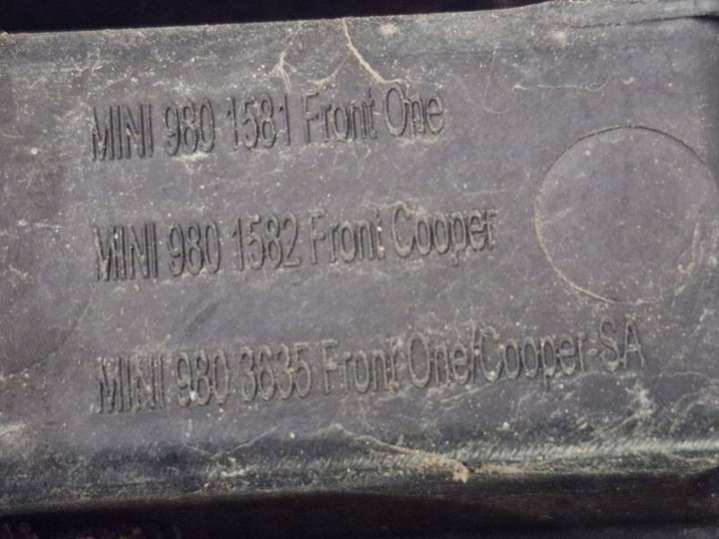 MINI 980 1581 Front One
MINI 980 1582 Front Cooper
MINI 980 3635 Front One/Cooper-SA